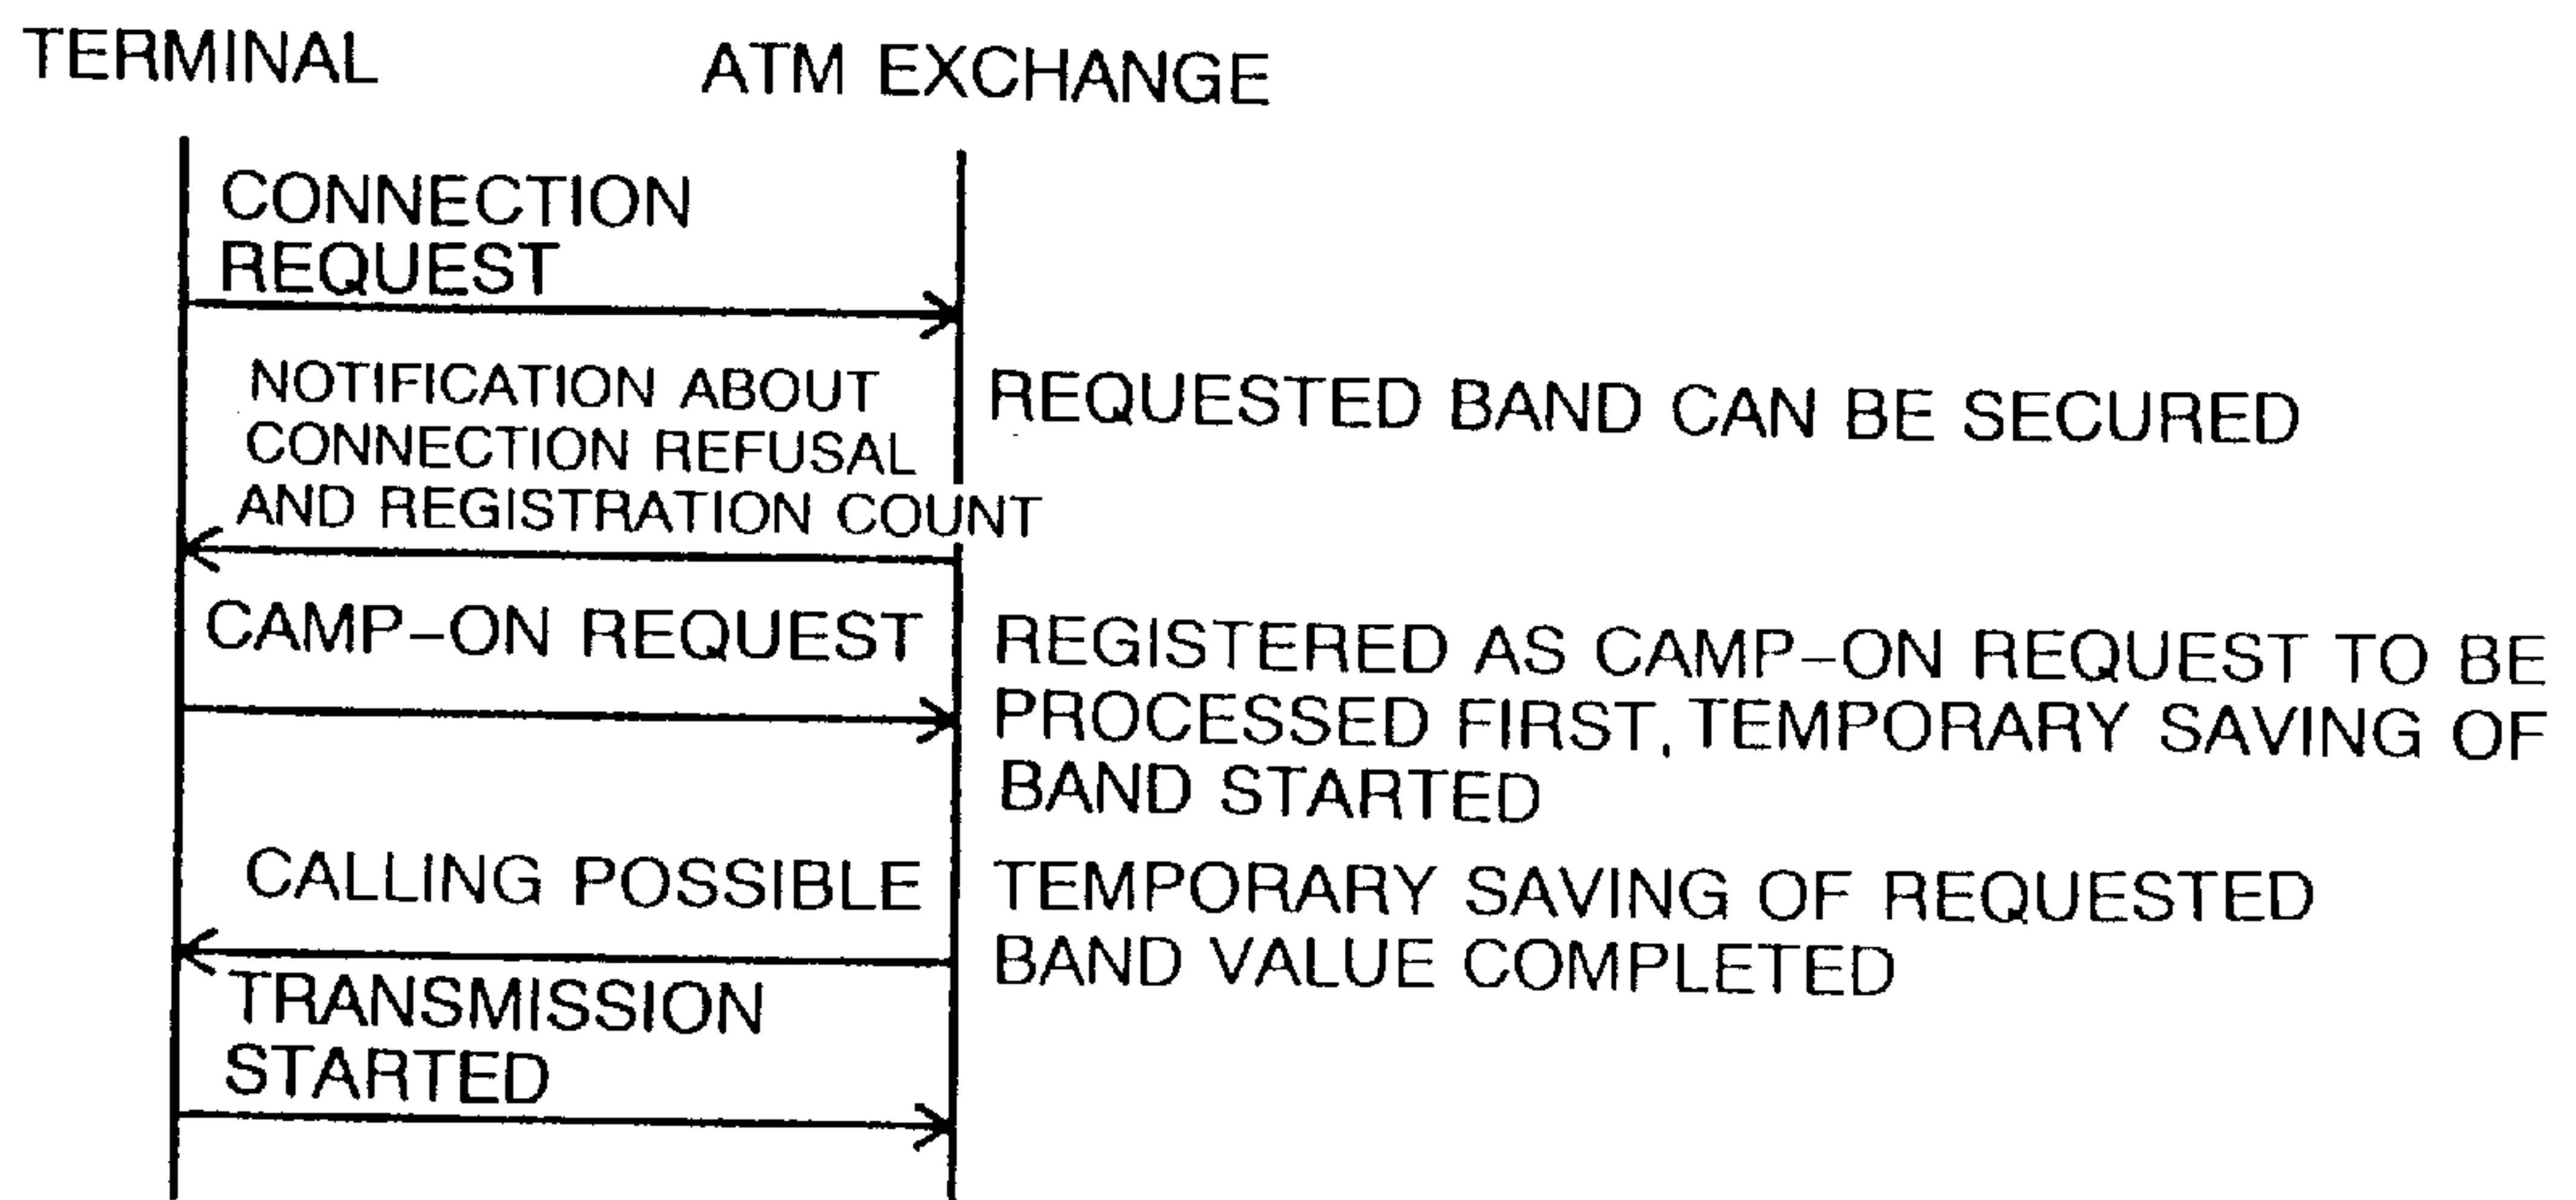 TERMINAL
ATM EXCHANGE
CONNECTION
REQUEST
NOTIFICATION ABOUT
CONNECTION REFUSAL
AND REGISTRATION COUNT
REQUESTED BAND CAN BE SECURED
CAMP-ON REQUEST
REGISTERED AS CAMP-ON REQUEST TO BE
PROCESSED FIRST, TEMPORARY SAVING OF
BAND STARTED
CALLING POSSIBLE
TEMPORARY SAVING OF REQUESTED
BAND VALUE COMPLETED
TRANSMISSION
STARTED